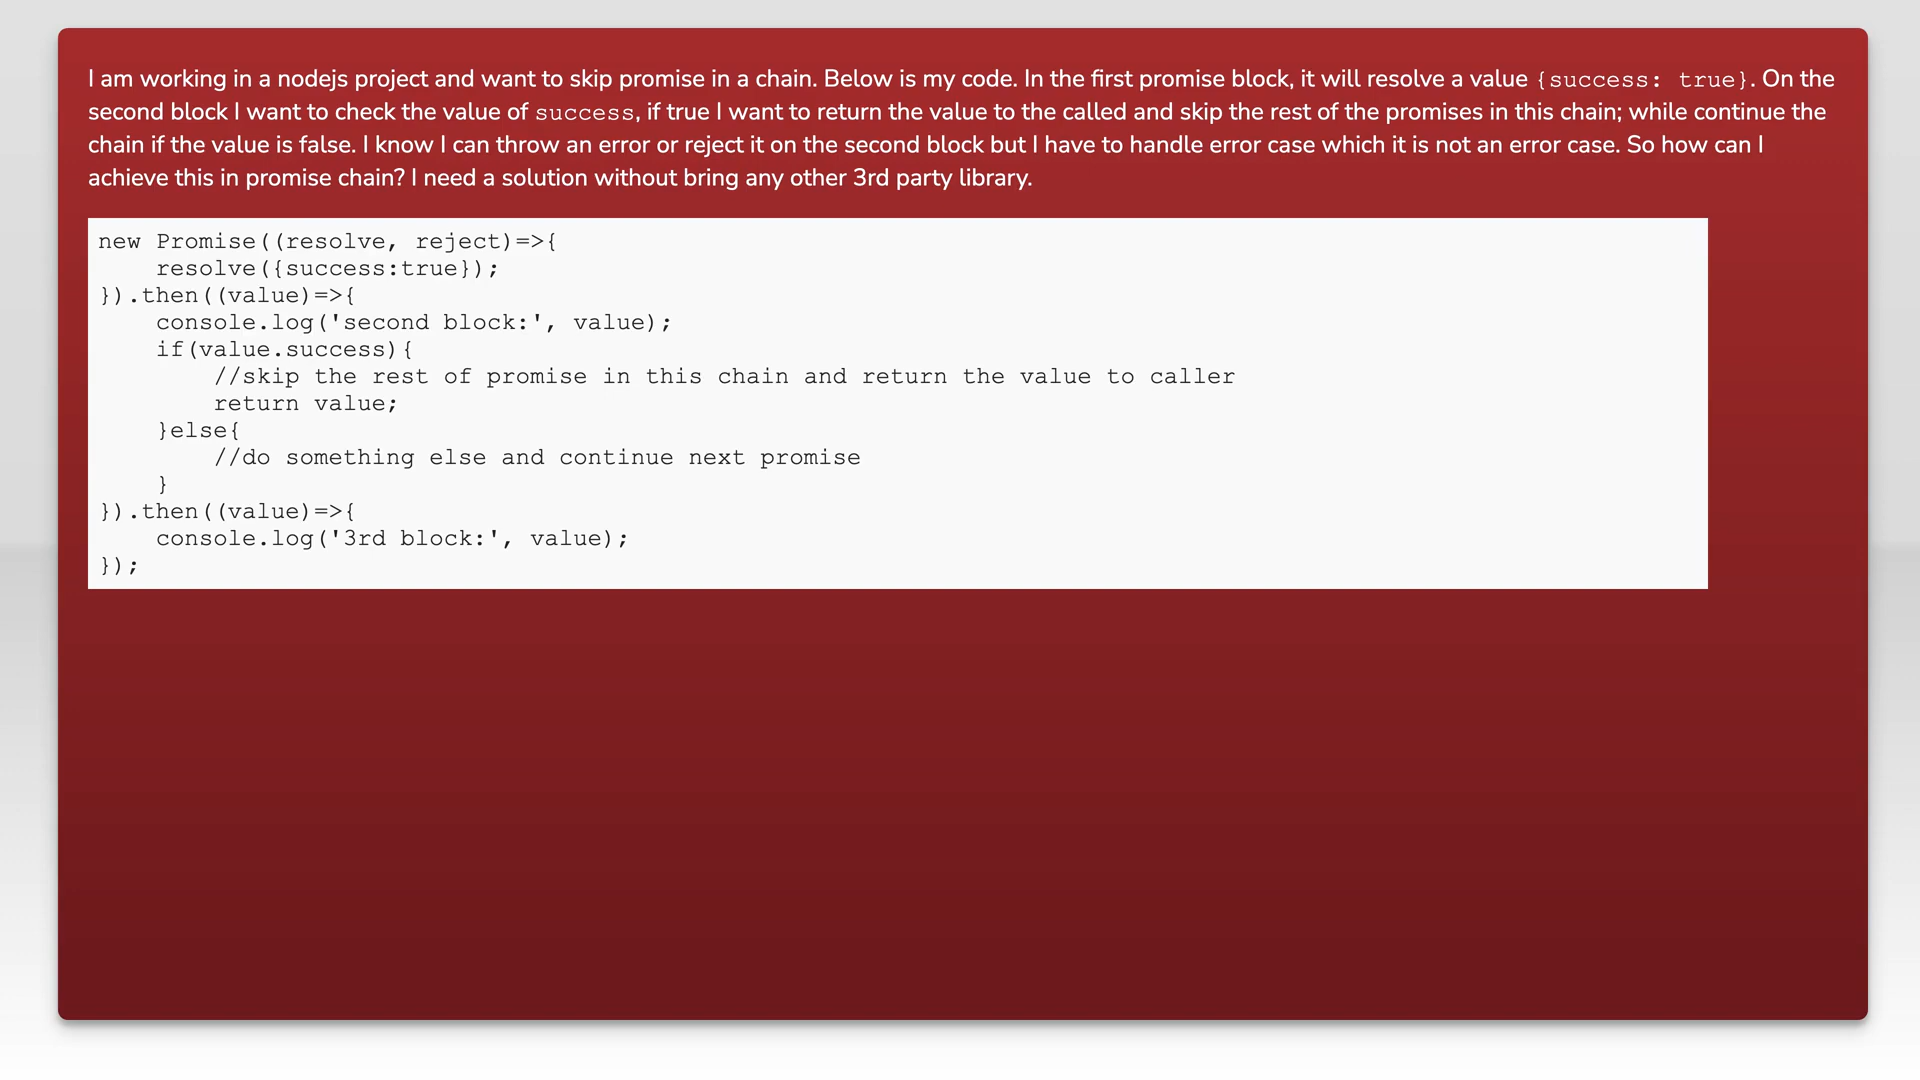 I am working in a nodejs project and want to skip promise in a chain. Below is my code. In the first promise block, it will resolve a value {success: true}. On the
second block I want to check the value of success, if true I want to return the value to the called and skip the rest of the promises in this chain; while continue the
chain if the value is false. I know I can throw an error or reject it on the second block but I have to handle error case which it is not an error case. So how can I
achieve this in promise chain? I need a solution without bring any other 3rd party library.
new Promise((resolve, reject)=>{
    resolve({success:true});
}).then((value)=>{
    console.log('second block:', value);
    if(value.success){
        //skip the rest of promise in this chain and return the value to caller
        return value;
    }else{
        //do something else and continue next promise
    }
}).then((value)=>{
    console.log('3rd block:', value);
});